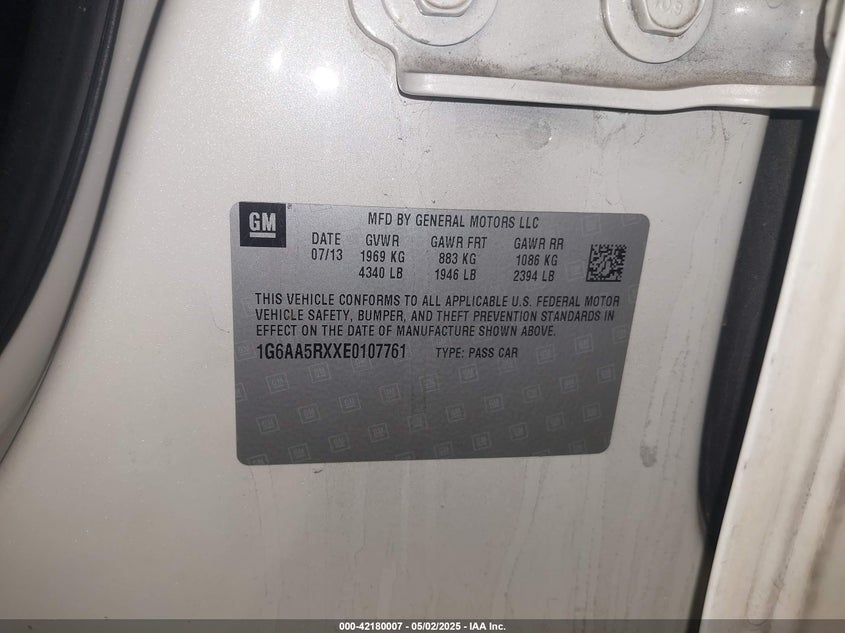 GM
MFD BY GENERAL MOTORS LLC
DATE GVWR GAWR FRT GAWR RR
07/13 1969 KG 883 KG 1086 KG
4340 LB 1946 LB 2394 LB
THIS VEHICLE CONFORMS TO ALL APPLICABLE U.S. FEDERAL MOTOR
VEHICLE SAFETY, BUMPER, AND THEFT PREVENTION STANDARDS IN
EFFECT ON THE DATE OF MANUFACTURE SHOWN ABOVE.
1G6AA5RXXE0107761 TYPE: PASS CAR
000-42180007 - 05/02/2025 - IAA Inc.